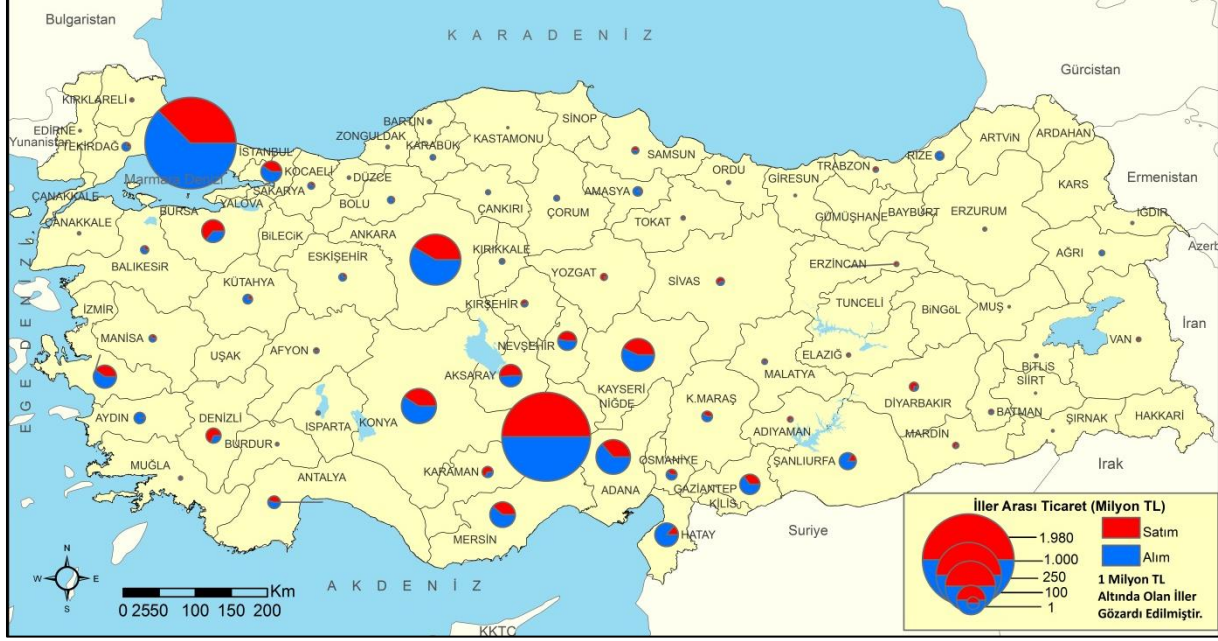 Bulgaristan
KARADENİZ
Gürcistan
KIRKLARELİ
EDİRNE
Yunanistan
TEKİRDAĞ
İSTANBUL
Marmara Denizi
KOCAELİ
SAKARYA
YALOVA
DÜZCE
BOLU
ZONGULDAK
BARTIN
KARABÜK
KASTAMONU
SİNOP
SAMSUN
ÇANKIRI
ÇORUM
AMASYA
TOKAT
ORDU
GİRESUN
TRABZON
RİZE
ARTVİN
ARDAHAN
KARS
Ermenistan
IĞDIR
Azerb
GÜMÜŞHANE
BAYBURT
ERZURUM
AĞRI
ERZİNCAN
ÇANAKKALE
ÇANAKKALE
BURSA
BİLECİK
BALIKESİR
ESKİŞEHİR
ANKARA
KIRIKKALE
YOZGAT
SİVAS
TUNCELİ
BİNGÖL
MUŞ
İran
KÜTAHYA
KIRŞEHİR
İZMİR
MANİSA
UŞAK
AFYON
NEVŞEHİR
AKSARAY
KAYSERİ
NİĞDE
MALATYA
ELAZIĞ
BİTLİS
SİİRT
VAN
EGE DENİZİ
AYDIN
DENİZLİ
BURDUR
ISPARTA
KONYA
K.MARAŞ
ADIYAMAN
DİYARBAKIR
BATMAN
ŞIRNAK
HAKKARİ
MARDİN
MUĞLA
ANTALYA
KARAMAN
MERSİN
ADANA
OSMANİYE
GAZİANTEP
KİLİS
ŞANLIURFA
HATAY
Suriye
Irak
AKDENİZ
KKTC
N
W
E
S
Km
0 2550 100 150 200
İller Arası Ticaret (Milyon TL)
1.980
1.000
250
100
1
Satım
Alım
1 Milyon TL
Altında Olan İller
Gözardı Edilmiştir.